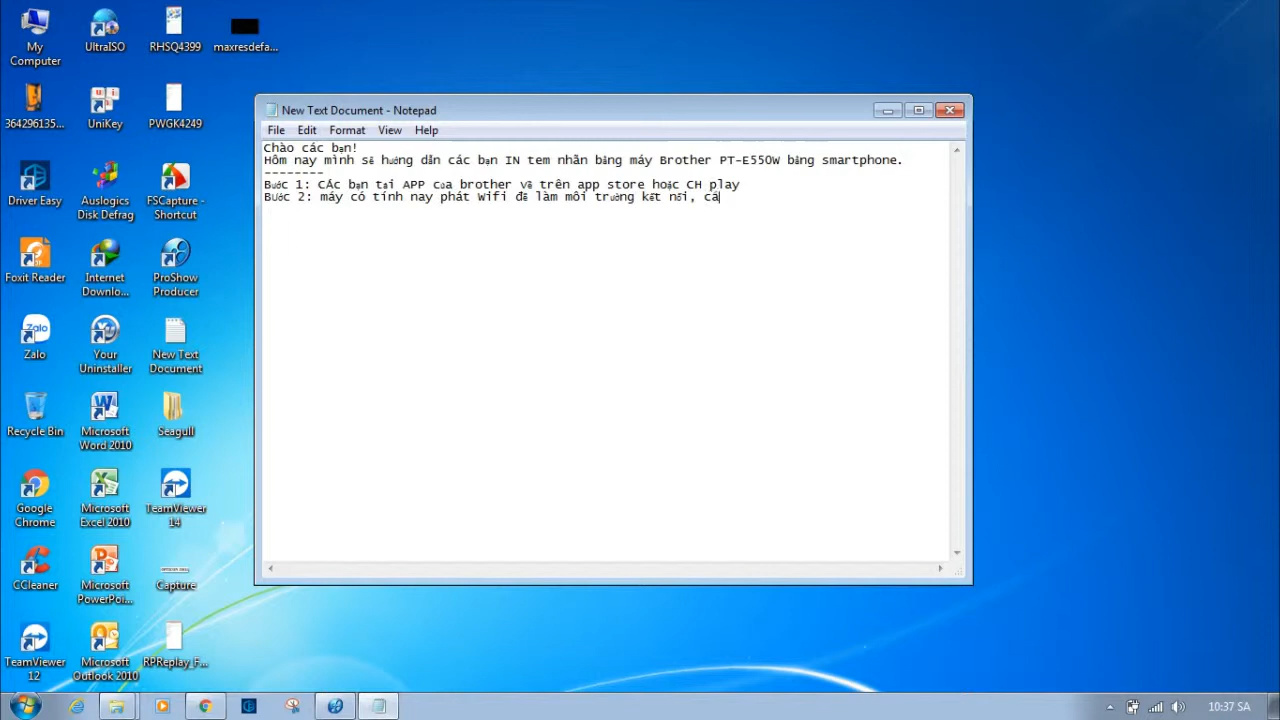 My Computer
UltraISO
RHSQ4399
maxresdefa...
364296135...
UniKey
PWGK4249
Driver Easy
Auslogics Disk Defrag
FSCapture - Shortcut
Foxit Reader
Internet Downlo...
ProShow Producer
Zalo
Zalo
Your Uninstaller
New Text Document
Recycle Bin
Microsoft Word 2010
Seagull
Google Chrome
Microsoft Excel 2010
TeamViewer 14
CCleaner
Microsoft PowerPoi...
Capture
TeamViewer 12
Microsoft Outlook 2010
RPReplay_F...
New Text Document - Notepad
File Edit Format View Help
Chào các bạn!
Hôm nay mình sẽ hướng dẫn các bạn IN tem nhãn bằng máy Brother PT-E550W bằng smartphone.
--------
Bước 1: CÁc bạn tải APP của brother về trên app store hoặc CH play
BƯớc 2: máy có tính nay phát Wifi để làm môi trường kết nối, cá
10:37 SA